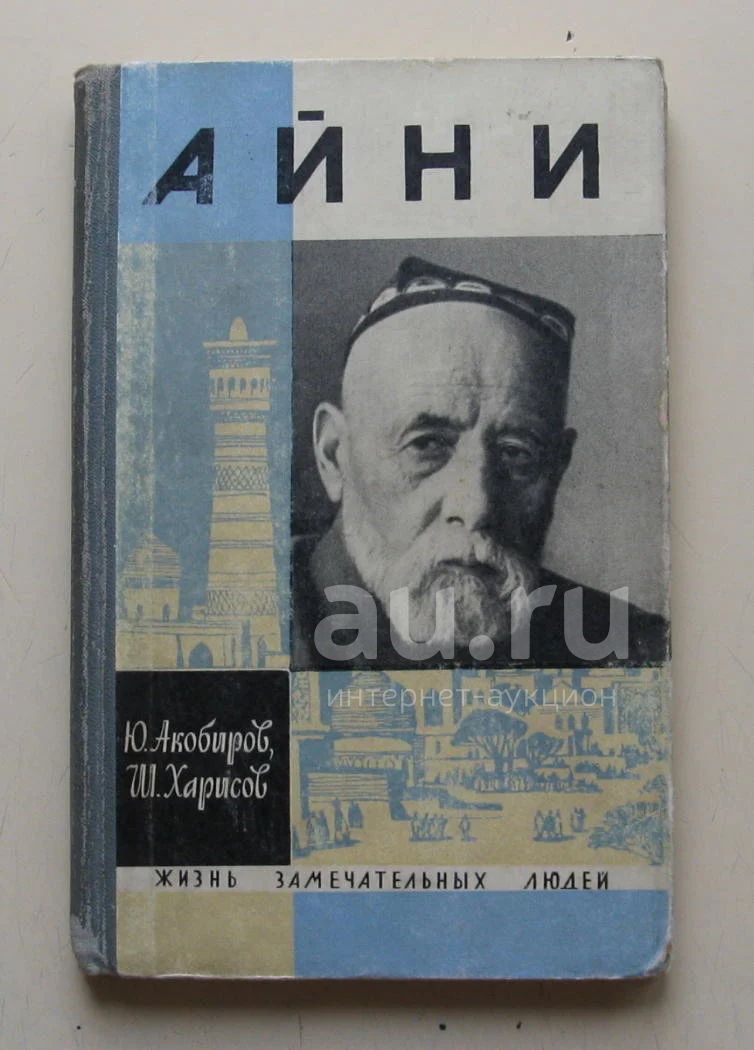 АЙНИ
au.ru
интернет-аукцион
Ю. Акобиров,
Ш. Харисов
ЖИЗНЬ ЗАМЕЧАТЕЛЬНЫХ ЛЮДЕЙ